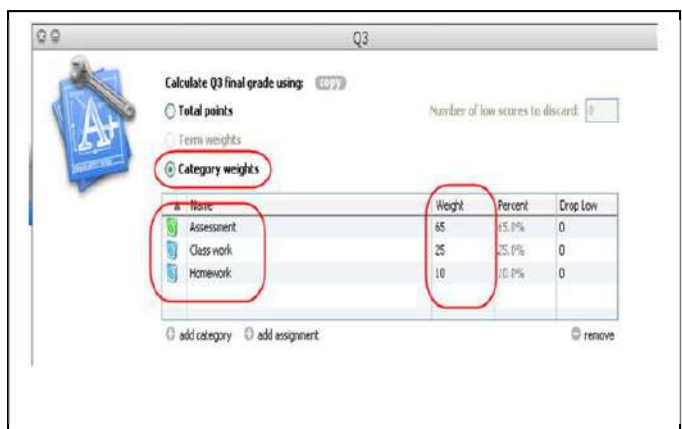 Q3
Calculate Q3 final grade using: copy
Total points Number of low scores to discard: 0
Term weights
Category weights
Name Weight Percent Drop Low
Assessment 65 65.0% 0
Class work 25 25.0% 0
Homework 10 10.0% 0
add category add assignment remove
A+